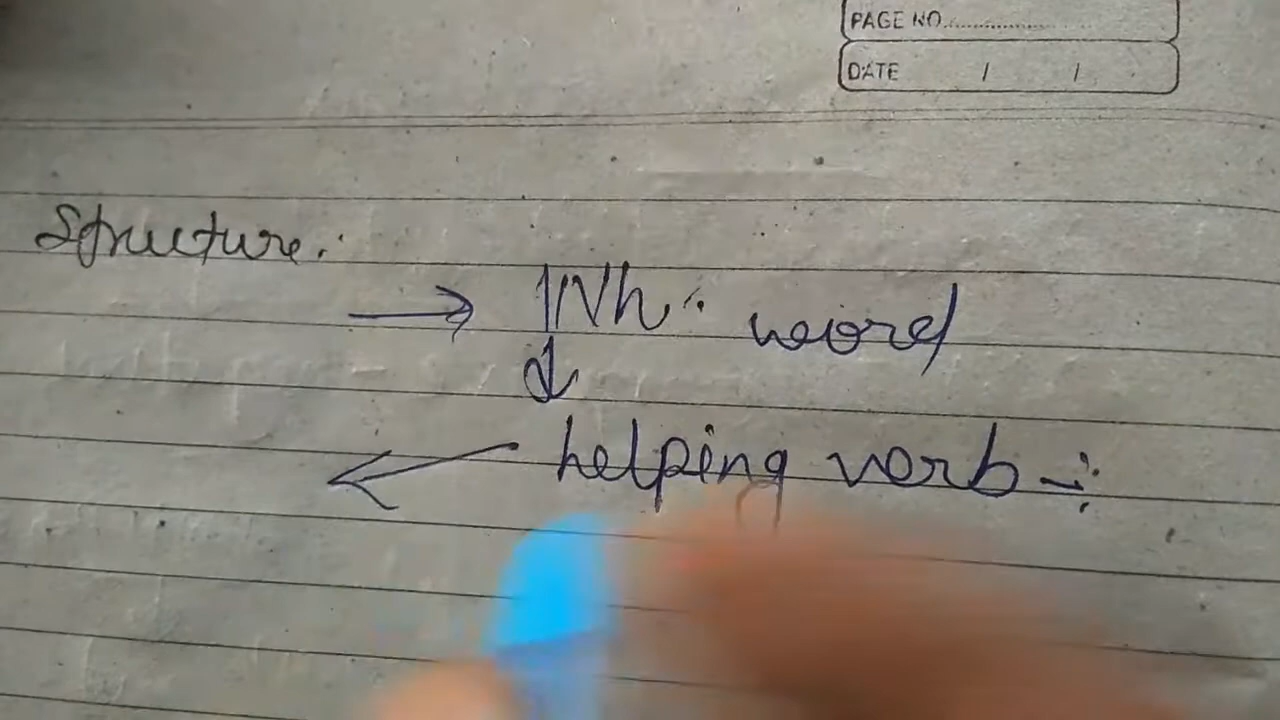 PAGE NO.
DATE / /
Structure:
→ Wh. word
helping verb -: